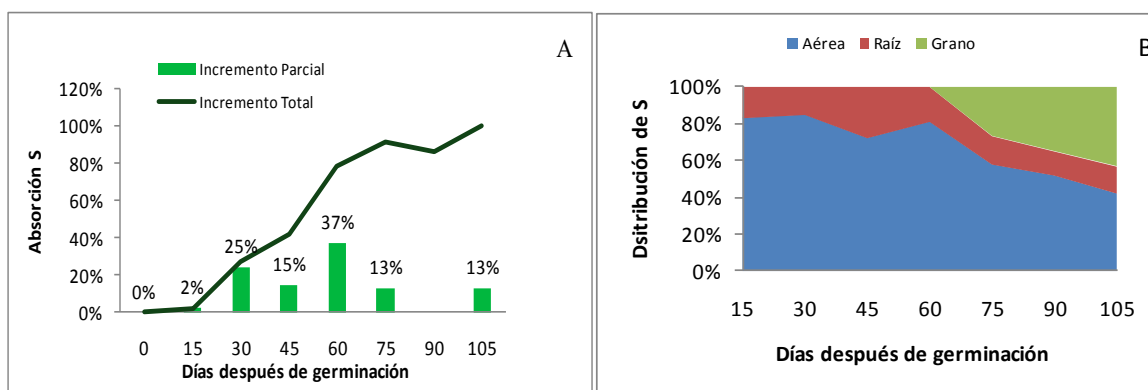 A
Incremento Parcial
Incremento Total
120%
100%
80%
60%
40%
20%
0%
Absorción S
0%
2%
25%
15%
37%
13%
13%
0 15 30 45 60 75 90 105
Días después de germinación
B
Aérea Raíz Grano
100%
80%
60%
40%
20%
0%
Dsitribución de S
15 30 45 60 75 90 105
Días después de germinación